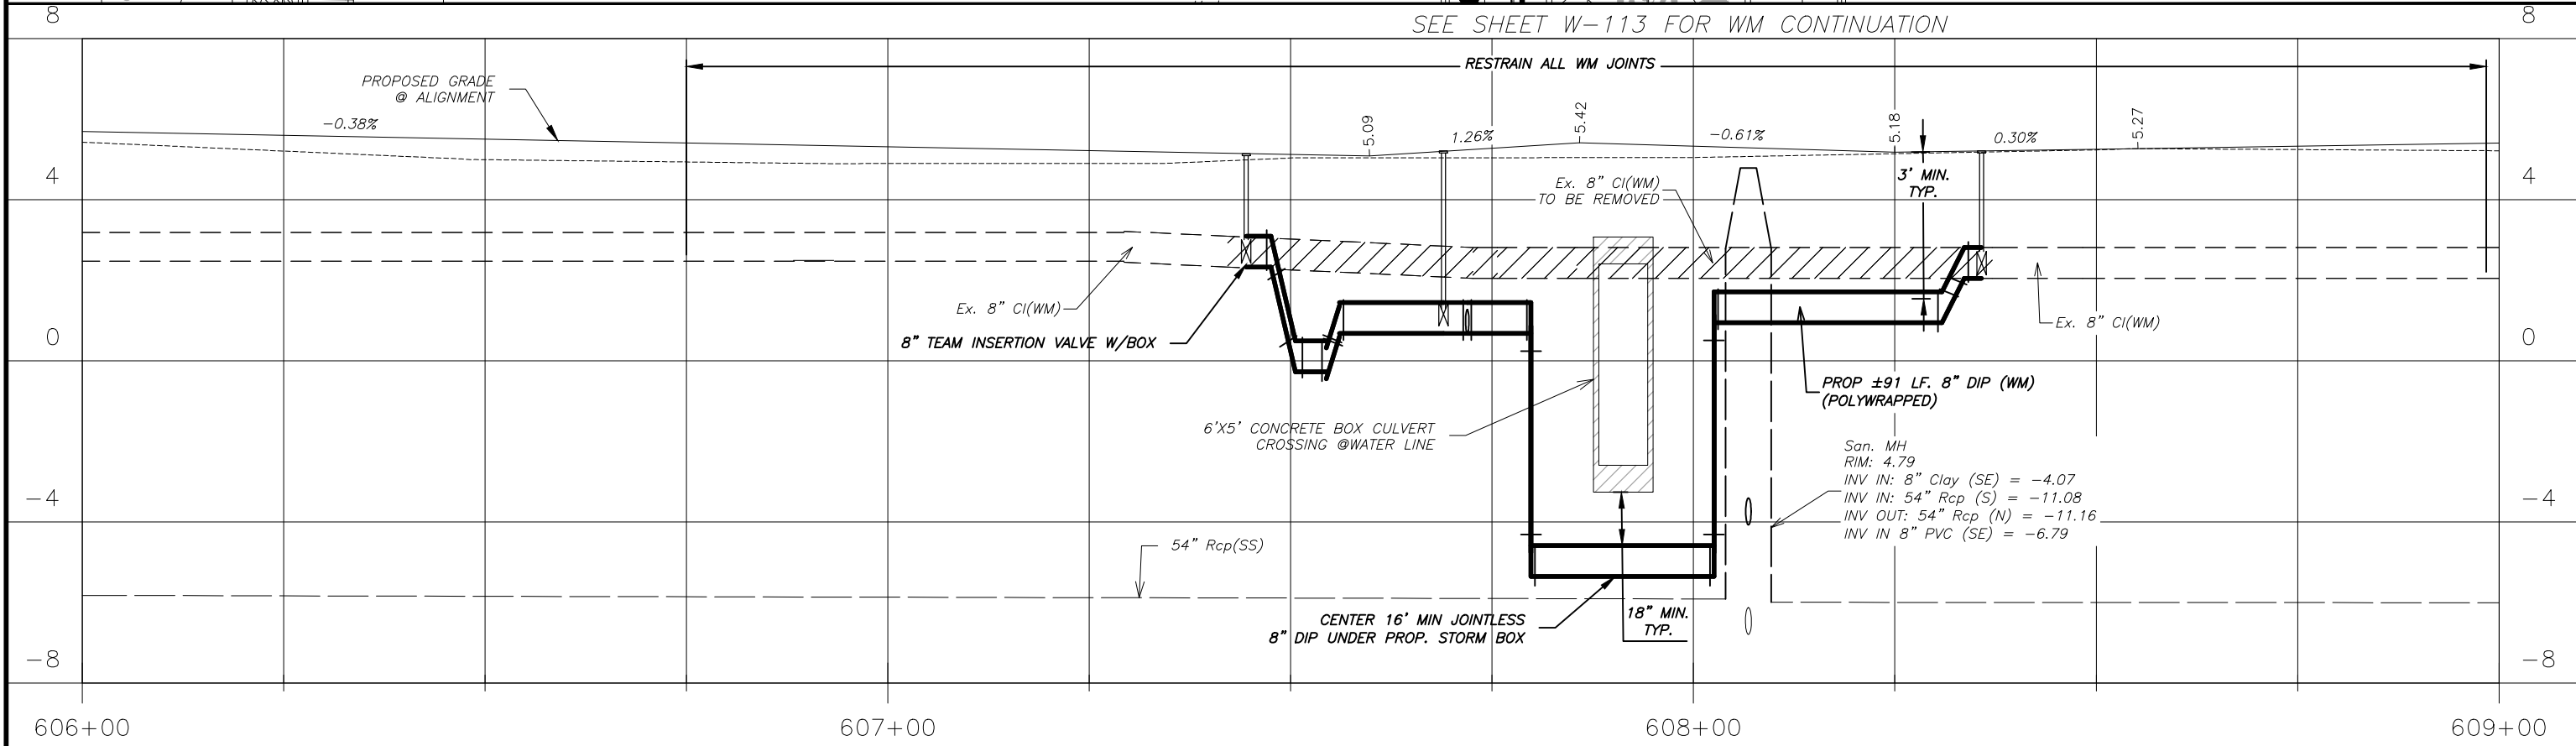 SEE SHEET W-113 FOR WM CONTINUATION
8
8
RESTRAIN ALL WM JOINTS
PROPOSED GRADE
@ ALIGNMENT
-0.38%
5.09
1.26%
5.42
-0.61%
5.18
0.30%
5.27
4
4
3' MIN.
TYP.
Ex. 8" CI(WM)
TO BE REMOVED
Ex. 8" CI(WM)
8" TEAM INSERTION VALVE W/BOX
Ex. 8" CI(WM)
0
0
PROP ±91 LF. 8" DIP (WM)
(POLYWRAPPED)
6'X5' CONCRETE BOX CULVERT
CROSSING @WATER LINE
San. MH
RIM: 4.79
INV IN: 8" Clay (SE) = -4.07
INV IN: 54" Rcp (S) = -11.08
INV OUT: 54" Rcp (N) = -11.16
INV IN 8" PVC (SE) = -6.79
-4
-4
54" Rcp(SS)
CENTER 16' MIN JOINTLESS
8" DIP UNDER PROP. STORM BOX
18" MIN.
TYP.
-8
-8
606+00
607+00
608+00
609+00